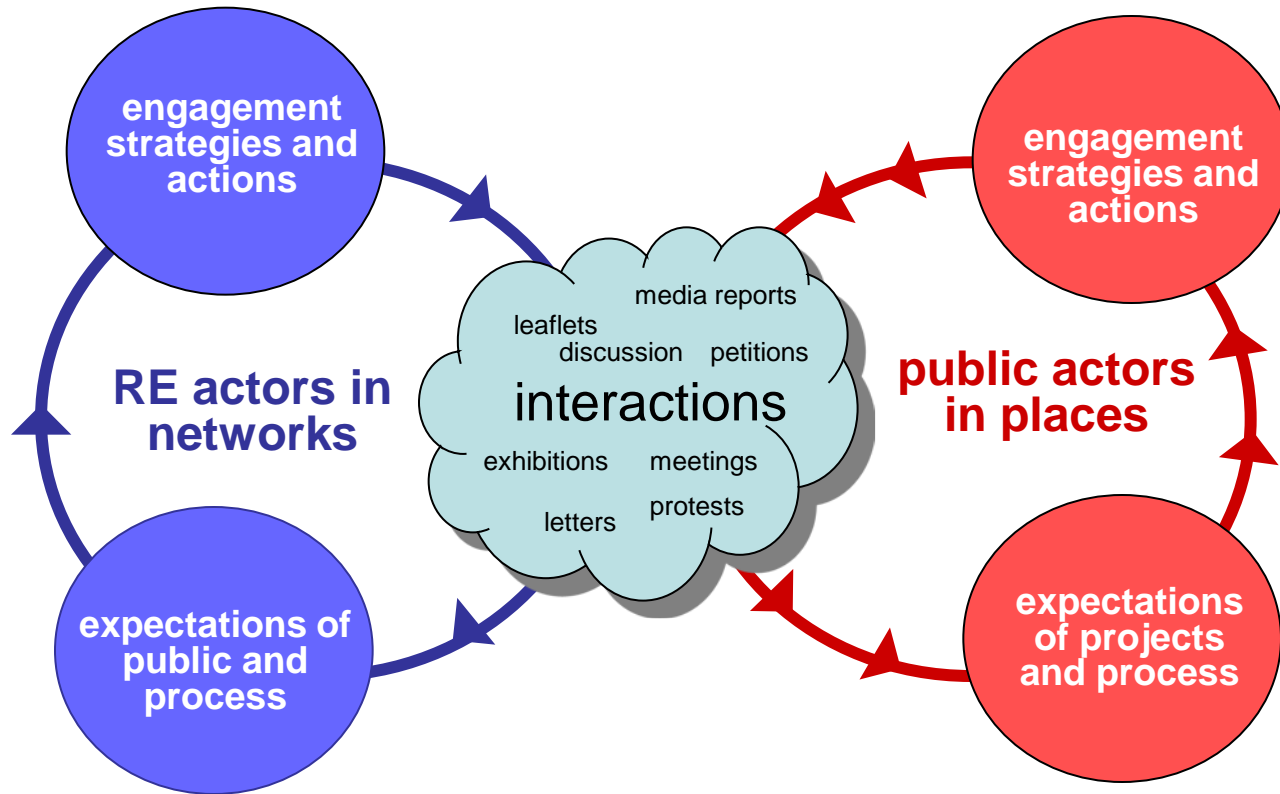 engagement
strategies and
actions
engagement
strategies and
actions
media reports
leaflets
discussion petitions
RE actors in
networks
interactions
public actors
in places
exhibitions meetings
protests
letters
expectations of
public and
process
expectations
of projects
and process